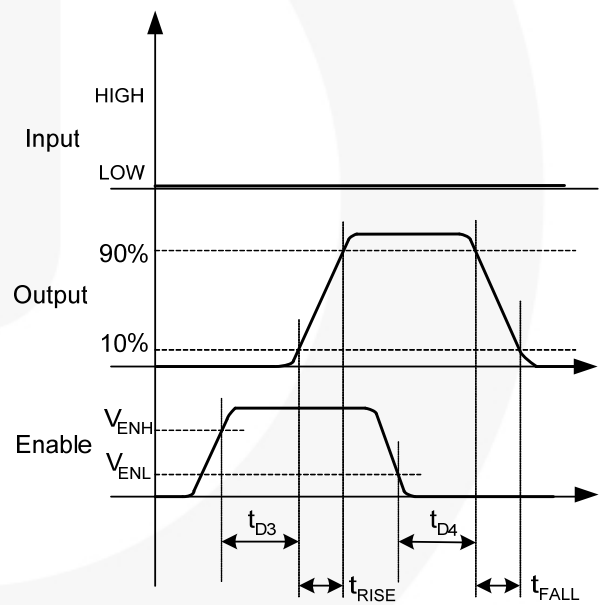 HIGH
Input
LOW
90%
Output
10%
VENH
Enable
VENL
tD3
tD4
tRISE
tFALL